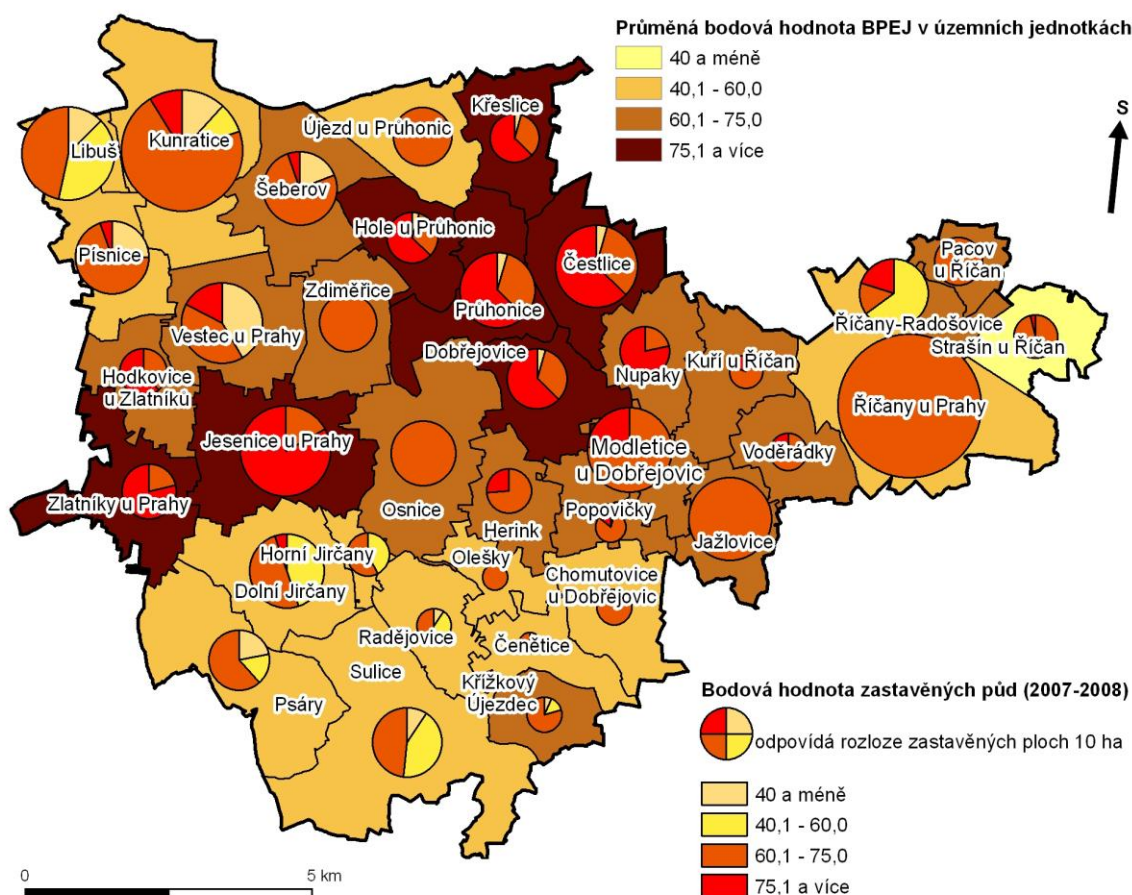 Průměná bodová hodnota BPEJ v územních jednotkách
40 a méně
40,1 - 60,0
60,1 - 75,0
75,1 a více
S
Křeslice
Újezd u Průhonic
Kunratice
Libuš
Šeberov
Hole u Průhonic
Písnice
Čestlice
Pacov
u Říčan
Zdiměřice
Průhonice
Vestec u Prahy
Říčany-Radošovice
Strašín u Říčan
Dobřejovice
Nupaky
Kuří u Říčan
Hodkovice
u Zlatníků
Říčany u Prahy
Jesenice u Prahy
Modletice
u Dobřejovic
Voděrádky
Zlatníky u Prahy
Osnice
Herink
Popovičky
Jažlovice
Horní Jirčany
Olešky
Dolní Jirčany
Chomutovice
u Dobřejovic
Radějovice
Čenětice
Sulice
Křížkový
Újezdec
Psáry
Bodová hodnota zastavěných půd (2007-2008)
odpovídá rozloze zastavěných ploch 10 ha
40 a méně
40,1 - 60,0
60,1 - 75,0
75,1 a více
0 5 km